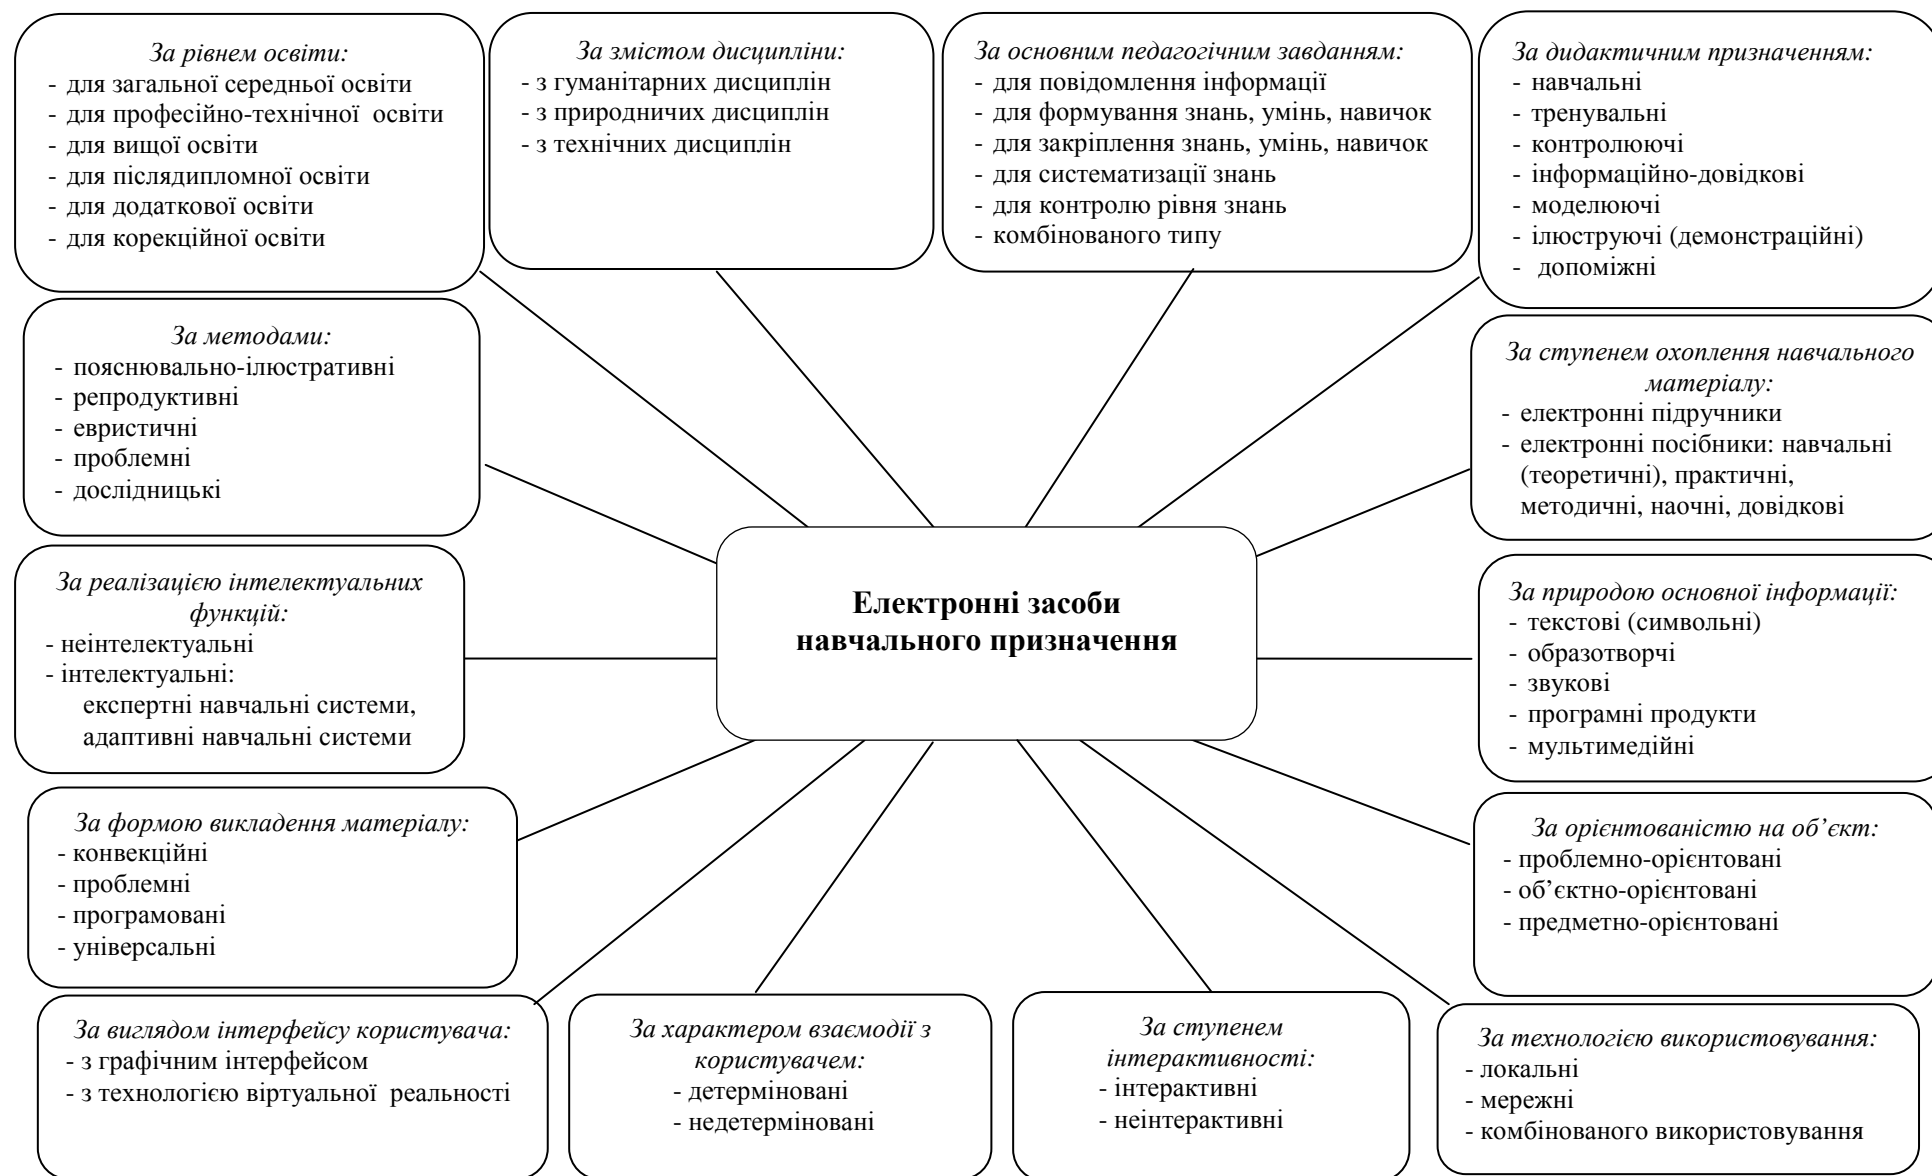 За рівнем освіти:
- для загальної середньої освіти
- для професійно-технічної освіти
- для вищої освіти
- для післядипломної освіти
- для додаткової освіти
- для корекційної освіти
За змістом дисципліни:
- з гуманітарних дисциплін
- з природничих дисциплін
- з технічних дисциплін
За основним педагогічним завданням:
- для повідомлення інформації
- для формування знань, умінь, навичок
- для закріплення знань, умінь, навичок
- для систематизації знань
- для контролю рівня знань
- комбінованого типу
За дидактичним призначенням:
- навчальні
- тренувальні
- контролюючі
- інформаційно-довідкові
- моделюючі
- ілюструючі (демонстраційні)
- допоміжні
За методами:
- пояснювально-ілюстративні
- репродуктивні
- евристичні
- проблемні
- дослідницькі
За ступенем охоплення навчального
матеріалу:
- електронні підручники
- електронні посібники: навчальні
(теоретичні), практичні,
методичні, наочні, довідкові
За реалізацією інтелектуальних
функцій:
- неінтелектуальні
- інтелектуальні:
експертні навчальні системи,
адаптивні навчальні системи
Електронні засоби
навчального призначення
За природою основної інформації:
- текстові (символьні)
- образотворчі
- звукові
- програмні продукти
- мультимедійні
За формою викладення матеріалу:
- конвекційні
- проблемні
- програмовані
- універсальні
За орієнтованістю на об’єкт:
- проблемно-орієнтовані
- об’єктно-орієнтовані
- предметно-орієнтовані
За виглядом інтерфейсу користувача:
- з графічним інтерфейсом
- з технологією віртуальної реальності
За характером взаємодії з
користувачем:
- детерміновані
- недетерміновані
За ступенем
інтерактивності:
- інтерактивні
- неінтерактивні
За технологією використовування:
- локальні
- мережні
- комбінованого використовування